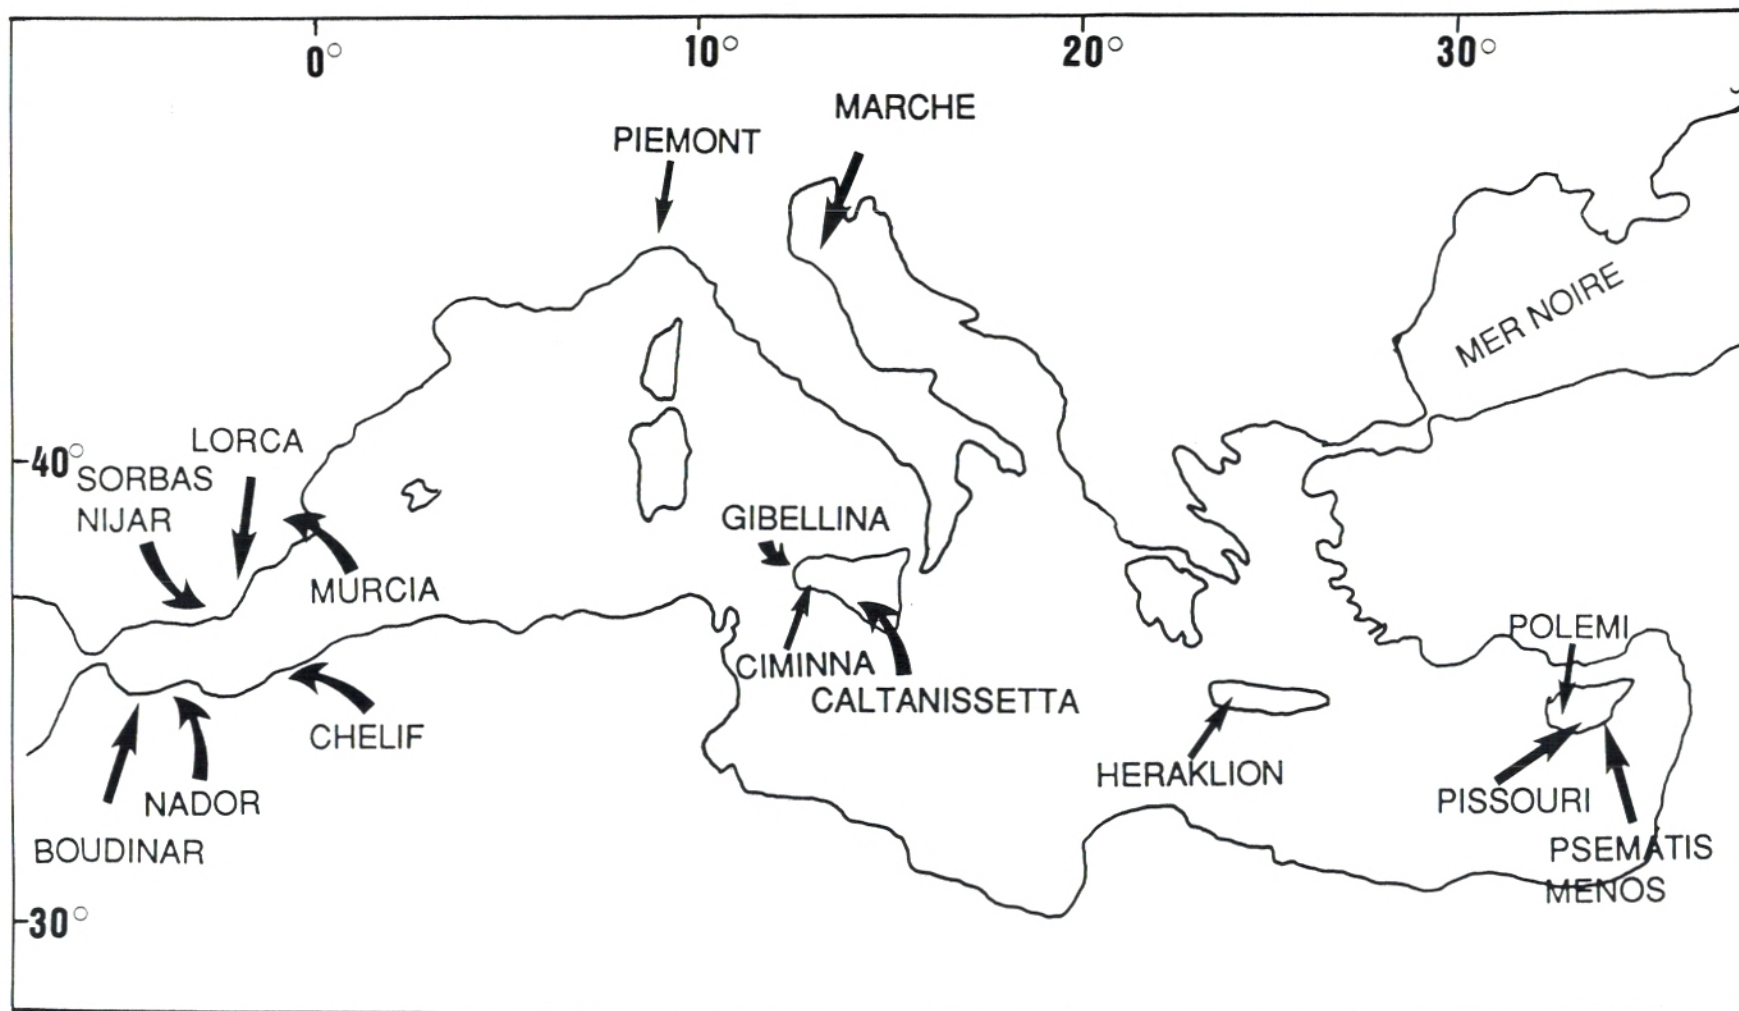 0°
10°
20°
30°
MARCHE
PIEMONT
MER NOIRE
40°
LORCA
SORBAS
NIJAR
GIBELLINA
MURCIA
POLEMI
CIMINNA
CALTANISSETTA
CHELIF
HERAKLION
NADOR
PISSOURI
BOUDINAR
PSEMATIS
MENOS
30°